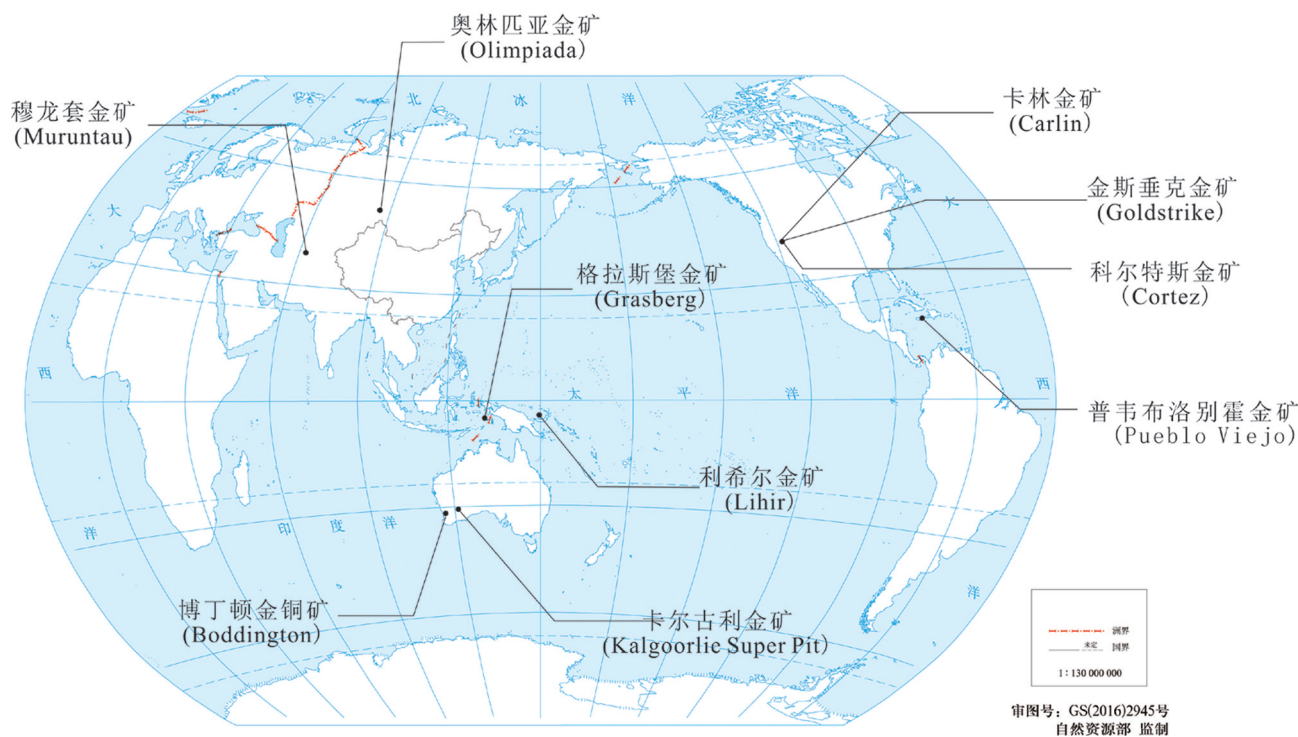 奥林匹亚金矿
(Olimpiada)
穆龙套金矿
(Muruntau)
卡林金矿
(Carlin)
金斯垂克金矿
(Goldstrike)
科尔特斯金矿
(Cortez)
格拉斯堡金矿
(Grasberg)
普韦布洛别霍金矿
(Pueblo Viejo)
利希尔金矿
(Lihir)
博丁顿金铜矿
(Boddington)
卡尔古利金矿
(Kalgoorlie Super Pit)
北 冰 洋
大 西 洋
太 平 洋
大 西 洋
印 度 洋
洲界
未定
国界
1:130 000 000
审图号：GS(2016)2945号
自然资源部 监制